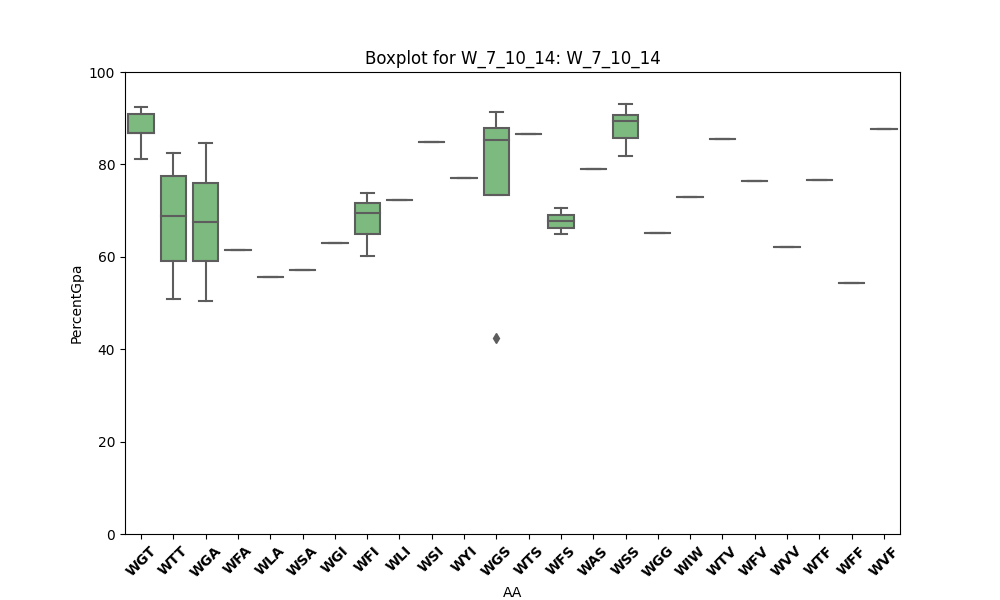 Boxplot for W_7_10_14: W_7_10_14
100
80
60
40
20
0
PercentGpa
WGT WTT WGA WFA WLA WSA WGI WFI WLI WSI WYI WGS WTS WFS WAS WSS WGG WIW WTV WFV WVV WTF WFF WVF
AA